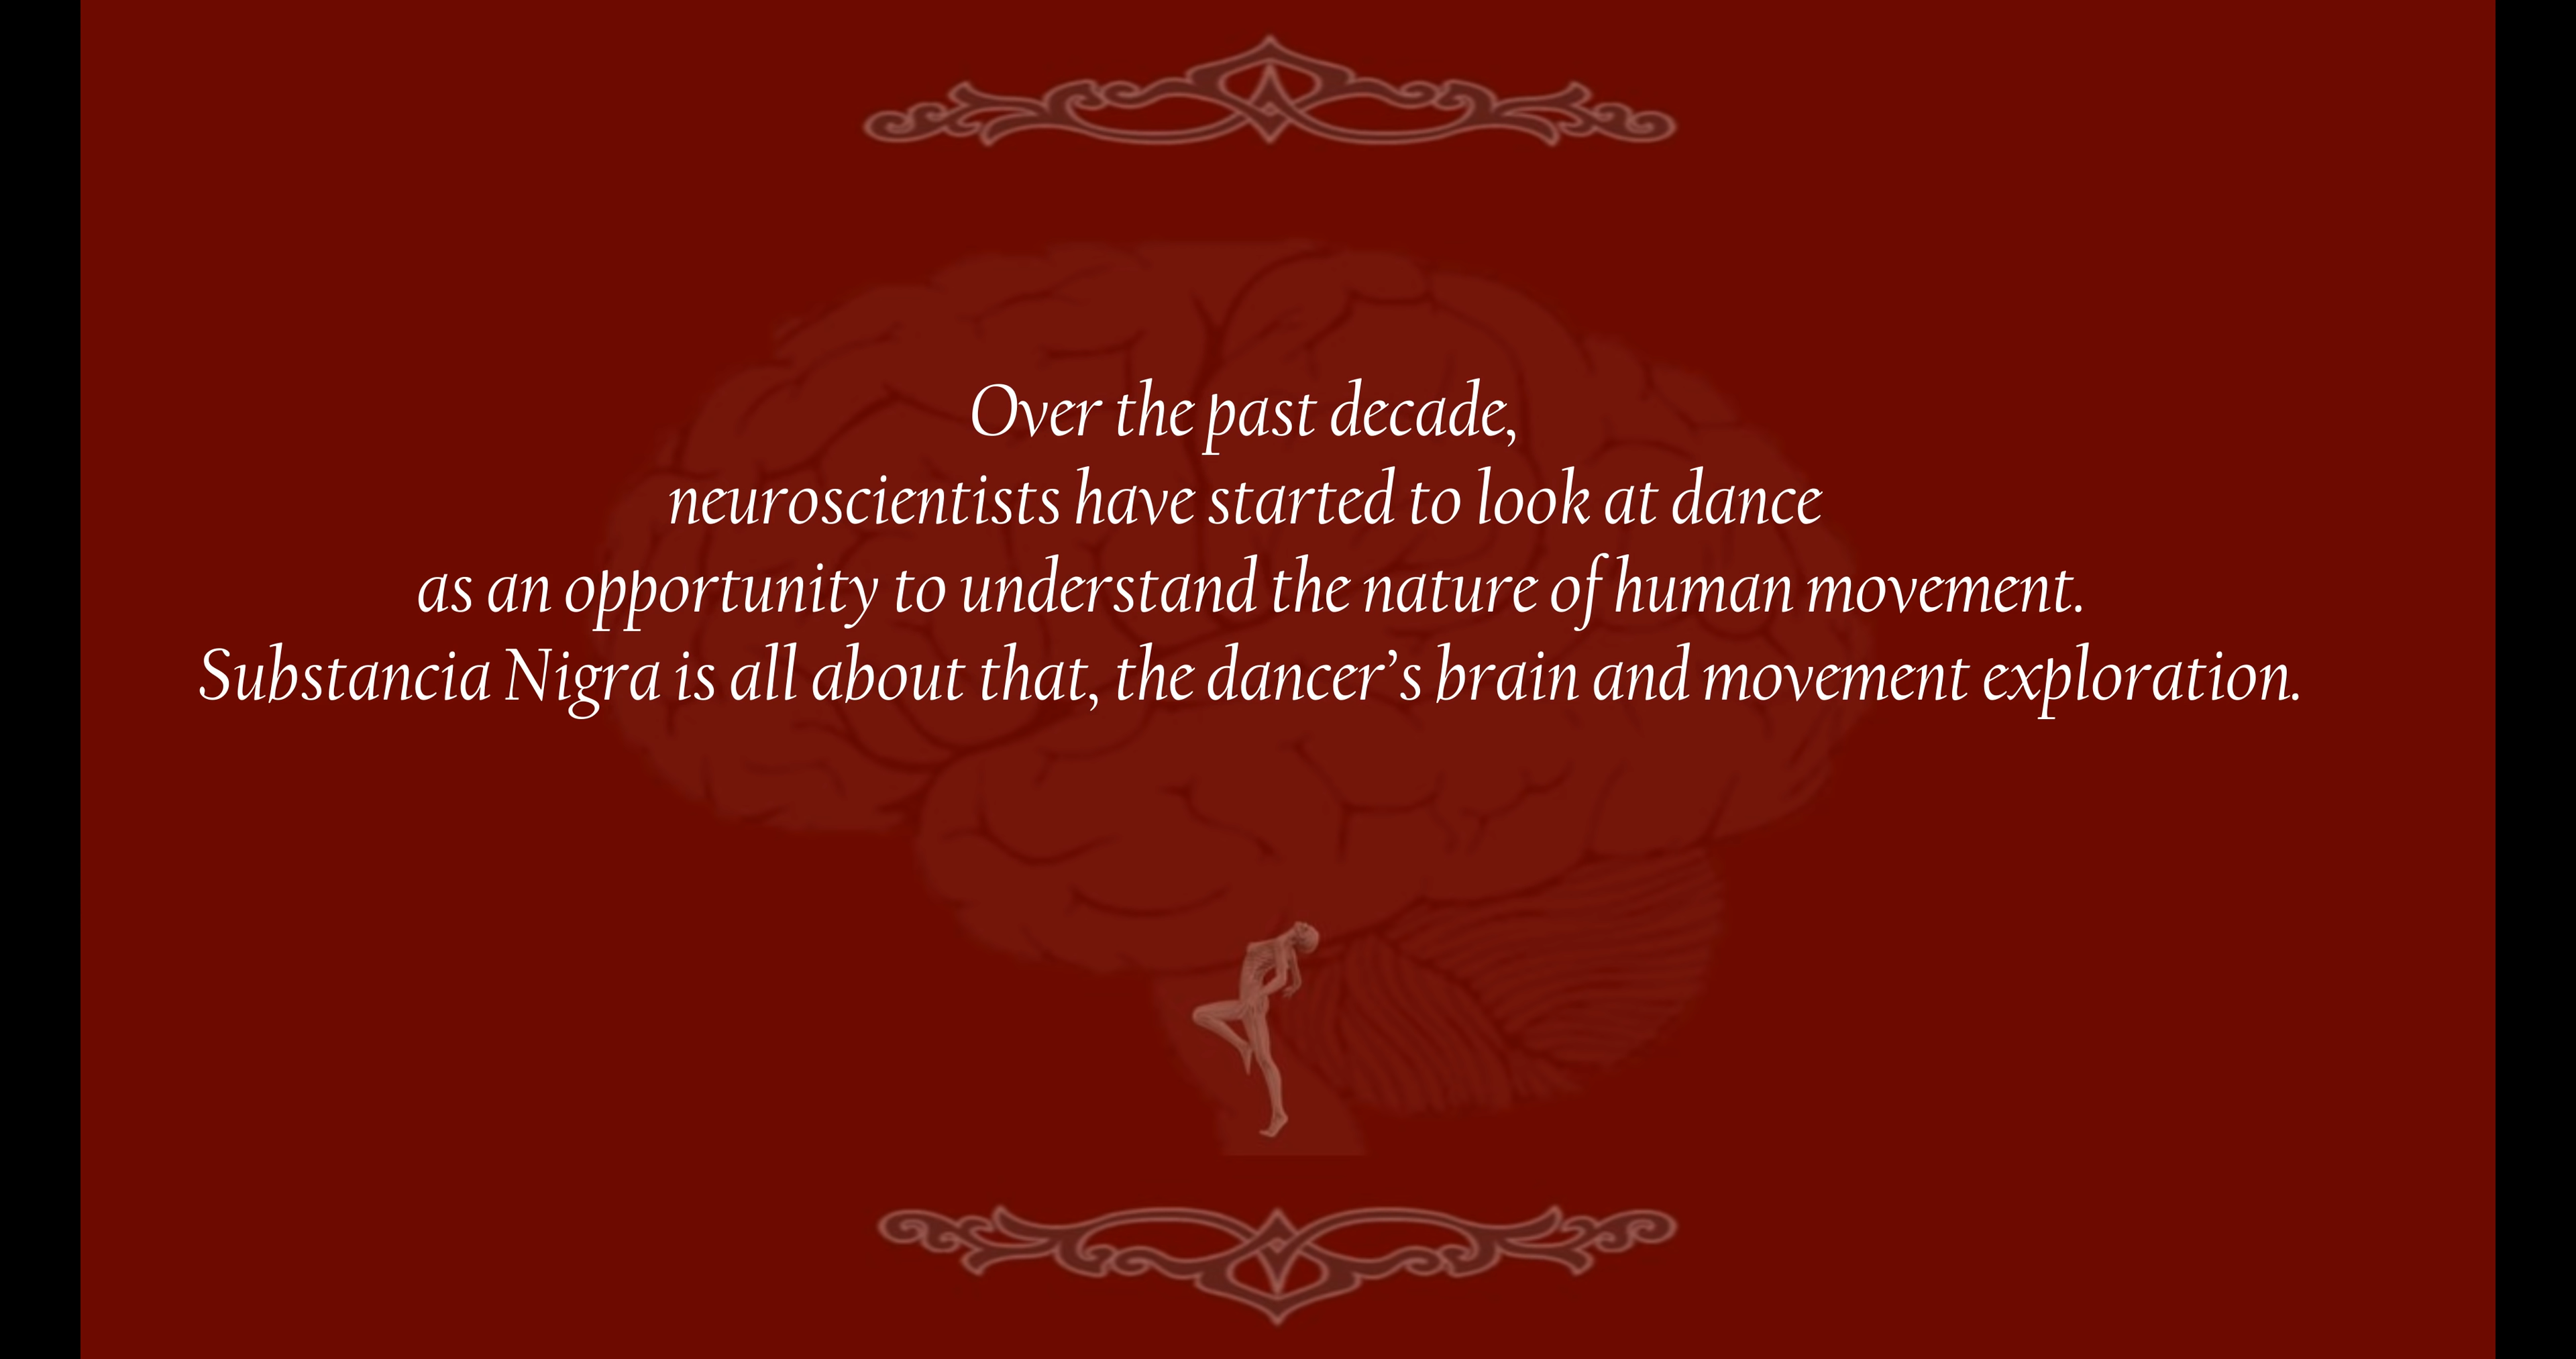 Over the past decade,
neuroscientists have started to look at dance
as an opportunity to understand the nature of human movement.
Substancia Nigra is all about that, the dancer’s brain and movement exploration.